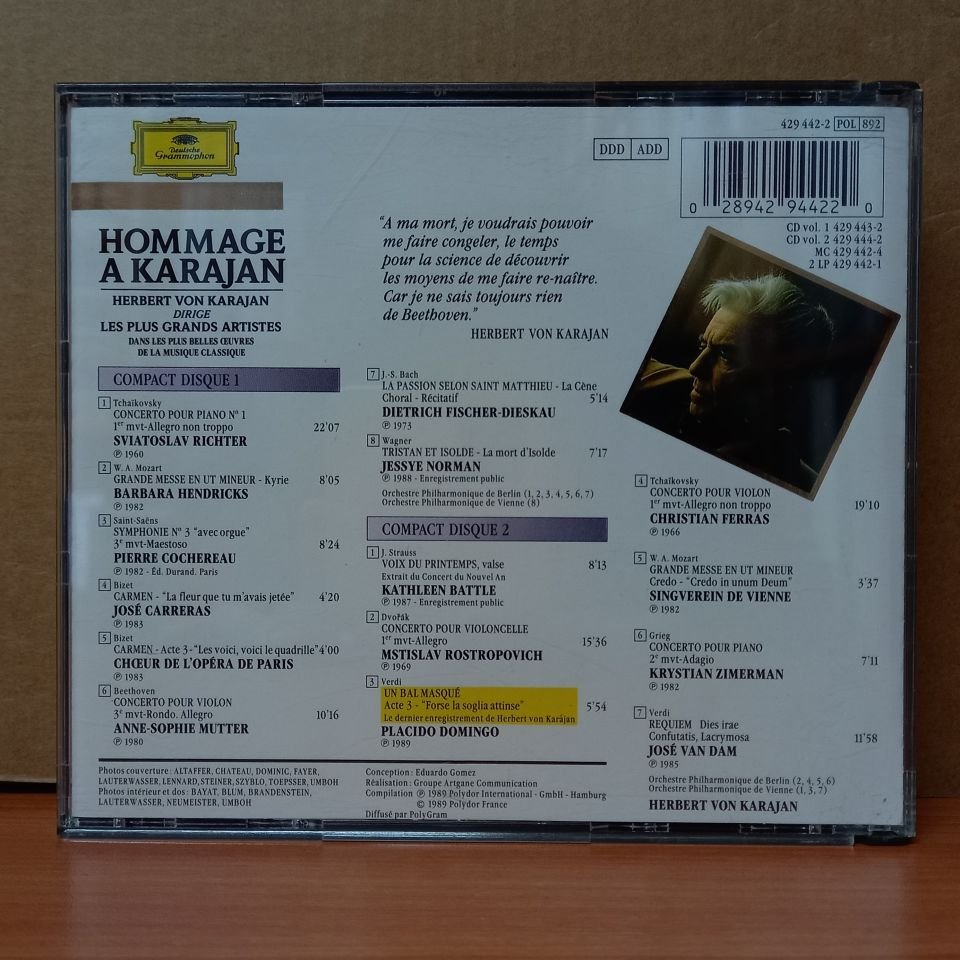 Deutsche
Grammophon
429 442-2 POL 892
DDD ADD
0 28942 94422 0
CD vol. 1 429 443-2
CD vol. 2 429 444-2
MC 429 442-4
2 LP 429 442-1
HOMMAGE
A KARAJAN
HERBERT VON KARAJAN
DIRIGE
LES PLUS GRANDS ARTISTES
DANS LES PLUS BELLES ŒUVRES
DE LA MUSIQUE CLASSIQUE
“A ma mort, je voudrais pouvoir
me faire congeler, le temps
pour la science de découvrir
les moyens de me faire re-naître.
Car je ne sais toujours rien
de Beethoven.”
HERBERT VON KARAJAN
COMPACT DISQUE 1
1 Tchaïkovsky
CONCERTO POUR PIANO Nº 1
1er mvt-Allegro non troppo 22'07
SVIATOSLAV RICHTER
℗ 1960
2 W. A. Mozart
GRANDE MESSE EN UT MINEUR - Kyrie 8'05
BARBARA HENDRICKS
℗ 1982
3 Saint-Saëns
SYMPHONIE Nº 3 “avec orgue”
3e mvt-Maestoso 8'24
PIERRE COCHEREAU
℗ 1982 - Éd. Durand. Paris
4 Bizet
CARMEN - “La fleur que tu m'avais jetée” 4'20
JOSÉ CARRERAS
℗ 1983
5 Bizet
CARMEN - Acte 3-“Les voici, voici le quadrille” 4'00
CHŒUR DE L'OPÉRA DE PARIS
℗ 1983
6 Beethoven
CONCERTO POUR VIOLON
3e mvt-Rondo. Allegro 10'16
ANNE-SOPHIE MUTTER
℗ 1980
7 J.-S. Bach
LA PASSION SELON SAINT MATTHIEU - La Cène
Choral - Récitatif 5'14
DIETRICH FISCHER-DIESKAU
℗ 1973
8 Wagner
TRISTAN ET ISOLDE - La mort d'Isolde 7'17
JESSYE NORMAN
℗ 1988 - Enregistrement public
Orchestre Philharmonique de Berlin (1, 2, 3, 4, 5, 6, 7)
Orchestre Philharmonique de Vienne (8)
COMPACT DISQUE 2
1 J. Strauss
VOIX DU PRINTEMPS, valse 8'13
Extrait du Concert du Nouvel An
KATHLEEN BATTLE
℗ 1987 - Enregistrement public
2 Dvořák
CONCERTO POUR VIOLONCELLE
1er mvt-Allegro 15'36
MSTISLAV ROSTROPOVICH
℗ 1969
3 Verdi
UN BAL MASQUÉ
Acte 3 - “Forse la soglia attinse” 5'54
Le dernier enregistrement de Herbert von Karajan
PLACIDO DOMINGO
℗ 1989
4 Tchaïkovsky
CONCERTO POUR VIOLON
1er mvt-Allegro non troppo 19'10
CHRISTIAN FERRAS
℗ 1966
5 W. A. Mozart
GRANDE MESSE EN UT MINEUR
Credo - “Credo in unum Deum” 3'37
SINGVEREIN DE VIENNE
℗ 1982
6 Grieg
CONCERTO POUR PIANO
2e mvt-Adagio 7'11
KRYSTIAN ZIMERMAN
℗ 1982
7 Verdi
REQUIEM Dies irae
Confutatis, Lacrymosa 11'58
JOSÉ VAN DAM
℗ 1985
Orchestre Philharmonique de Berlin (2, 4, 5, 6)
Orchestre Philharmonique de Vienne (1, 3, 7)
HERBERT VON KARAJAN
Photos couverture : ALTAFFER, CHATEAU, DOMINIC, FAYER,
LAUTERWASSER, LENNARD, STEINER, SZYBLO, TOEPSSER, UMBOH
Photos intérieur et dos : BAYAT, BLUM, BRANDENSTEIN,
LAUTERWASSER, NEUMEISTER, UMBOH
Conception : Eduardo Gomez
Réalisation : Groupe Artgane Communication
Compilation ℗ 1989 Polydor International - GmbH - Hamburg
© 1989 Polydor France
Diffusé par PolyGram